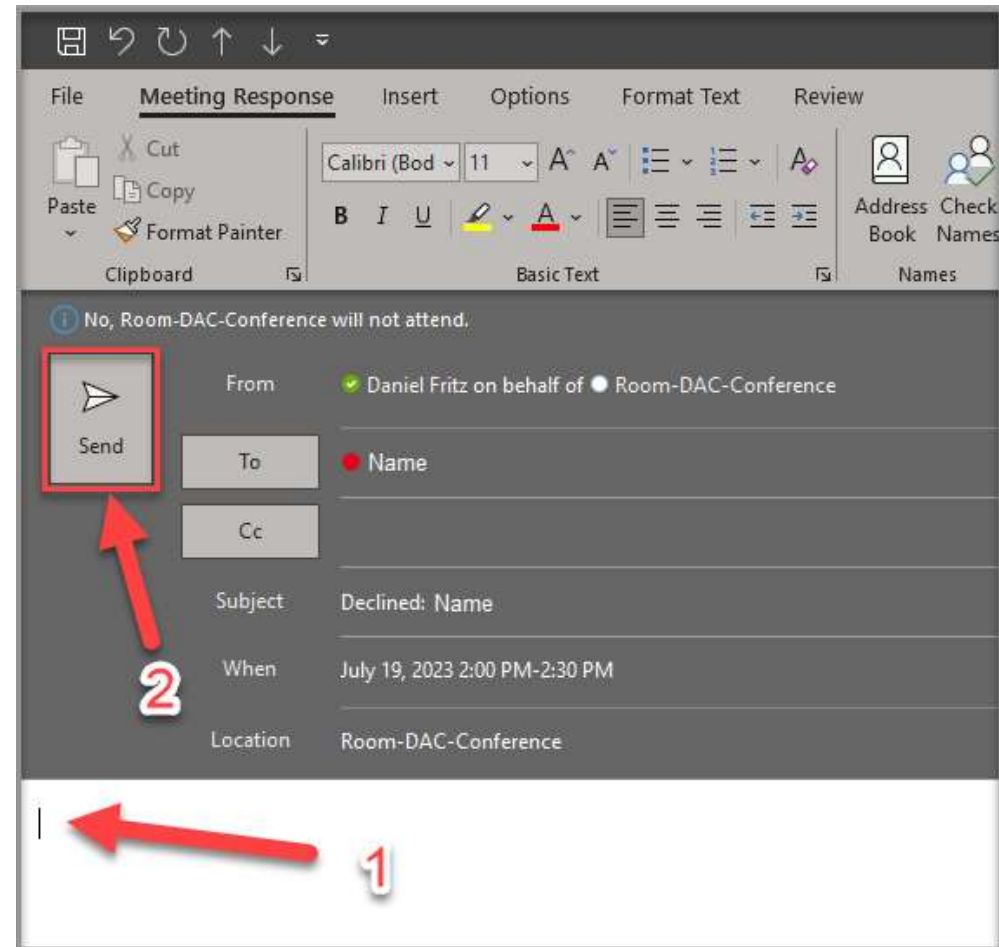 File Meeting Response Insert Options Format Text Review
Cut
Calibri (Bod 11 A A
Copy
Paste
Format Painter
B I U A
Address Check
Book Names
Clipboard Basic Text Names
No, Room-DAC-Conference will not attend.
From Daniel Fritz on behalf of Room-DAC-Conference
Send
To Name
Cc
Subject Declined: Name
When July 19, 2023 2:00 PM-2:30 PM
2
Location Room-DAC-Conference
1